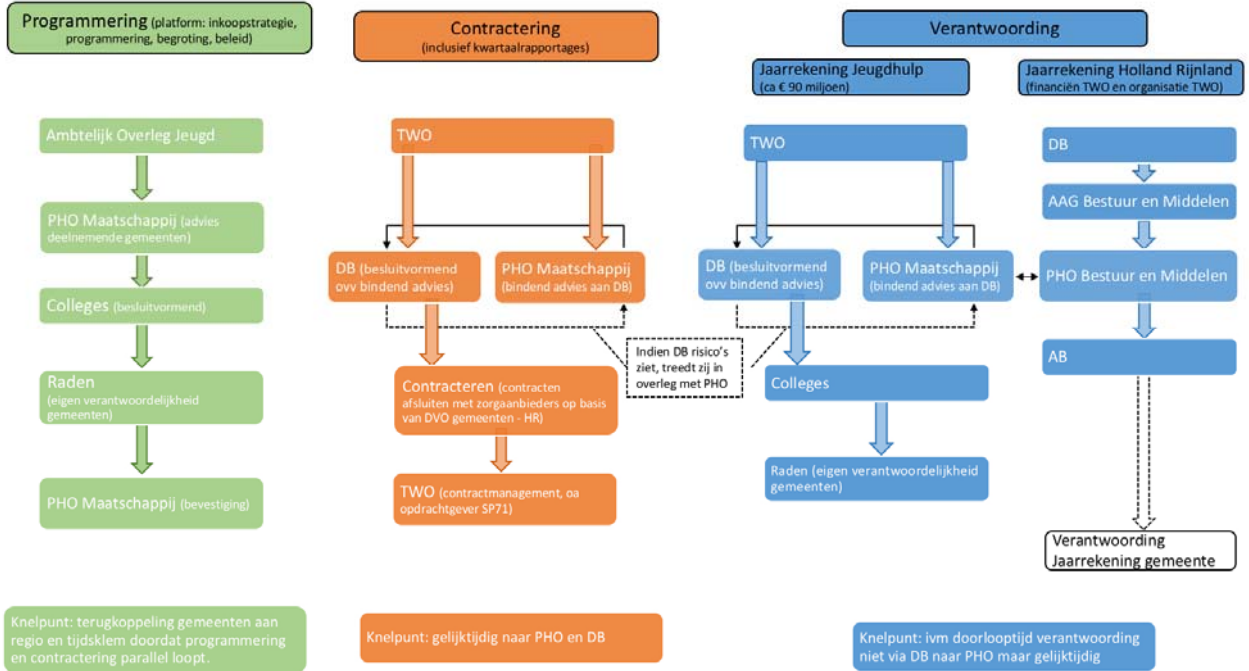 Programmering (platform: inkoopstrategie,
programmering, begroting, beleid)
Ambtelijk Overleg Jeugd
PHO Maatschappij (advies
deelnemende gemeenten)
Colleges (besluitvormend)
Raden
(eigen verantwoordelijkheid
gemeenten)
PHO Maatschappij (bevestiging)
Knelpunt: terugkoppeling gemeenten aan
regio en tijdsklem doordat programmering
en contractering parallel loopt.
Contractering
(inclusief kwartaalrapportages)
TWO
DB (besluitvormend
ovv bindend advies)
PHO Maatschappij
(bindend advies aan DB)
Contracteren (contracten
afsluiten met zorgaanbieders op basis
van DVO gemeenten - HR)
TWO (contractmanagement, oa
opdrachtgever SP71)
Knelpunt: gelijktijdig naar PHO en DB
Indien DB risico's
ziet, treedt zij in
overleg met PHO
Verantwoording
Jaarrekening Jeugdhulp
(ca € 90 miljoen)
TWO
DB (besluitvormend
ovv bindend advies)
PHO Maatschappij
(bindend advies aan DB)
Colleges
Raden (eigen verantwoordelijkheid
gemeenten)
Jaarrekening Holland Rijnland
(financiën TWO en organisatie TWO)
DB
AAG Bestuur en Middelen
PHO Bestuur en Middelen
AB
Verantwoording
Jaarrekening gemeente
Knelpunt: ivm doorlooptijd verantwoording
niet via DB naar PHO maar gelijktijdig